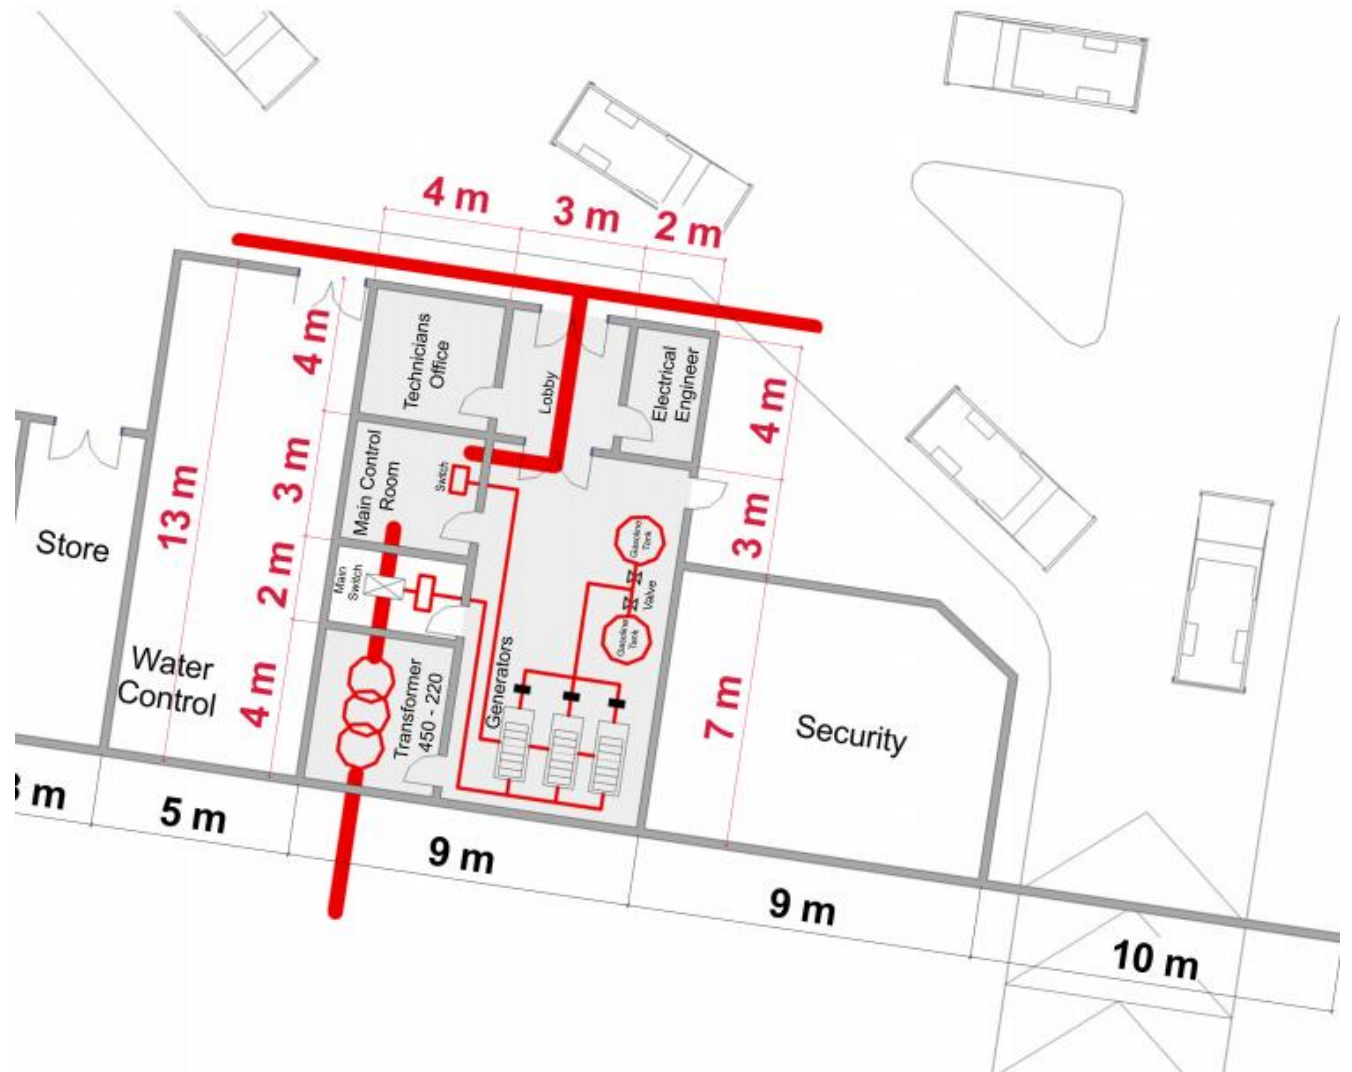 4 m
3 m
2 m
4 m
Technicians
Office
Lobby
Electrical
Engineer
4 m
13 m
3 m
Main Control
Room
Switch
3 m
Store
2 m
Main
Switch
Gasoline
Tank
Valve
Gasoline
Tank
Water
Control
4 m
Transformer
450 - 220
Generators
7 m
Security
m
5 m
9 m
9 m
10 m